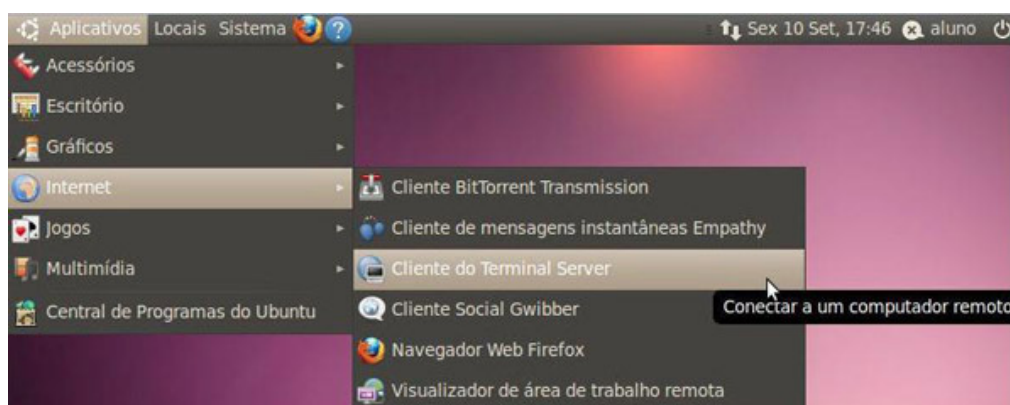 Aplicativos Locais Sistema ? Sex 10 Set, 17:46 aluno
Acessórios
Escritório
Gráficos
Internet
Jogos
Multimídia
Central de Programas do Ubuntu
Cliente BitTorrent Transmission
Cliente de mensagens instantâneas Empathy
Cliente do Terminal Server
Cliente Social Gwibber
Navegador Web Firefox
Visualizador de área de trabalho remota
Conectar a um computador remoto